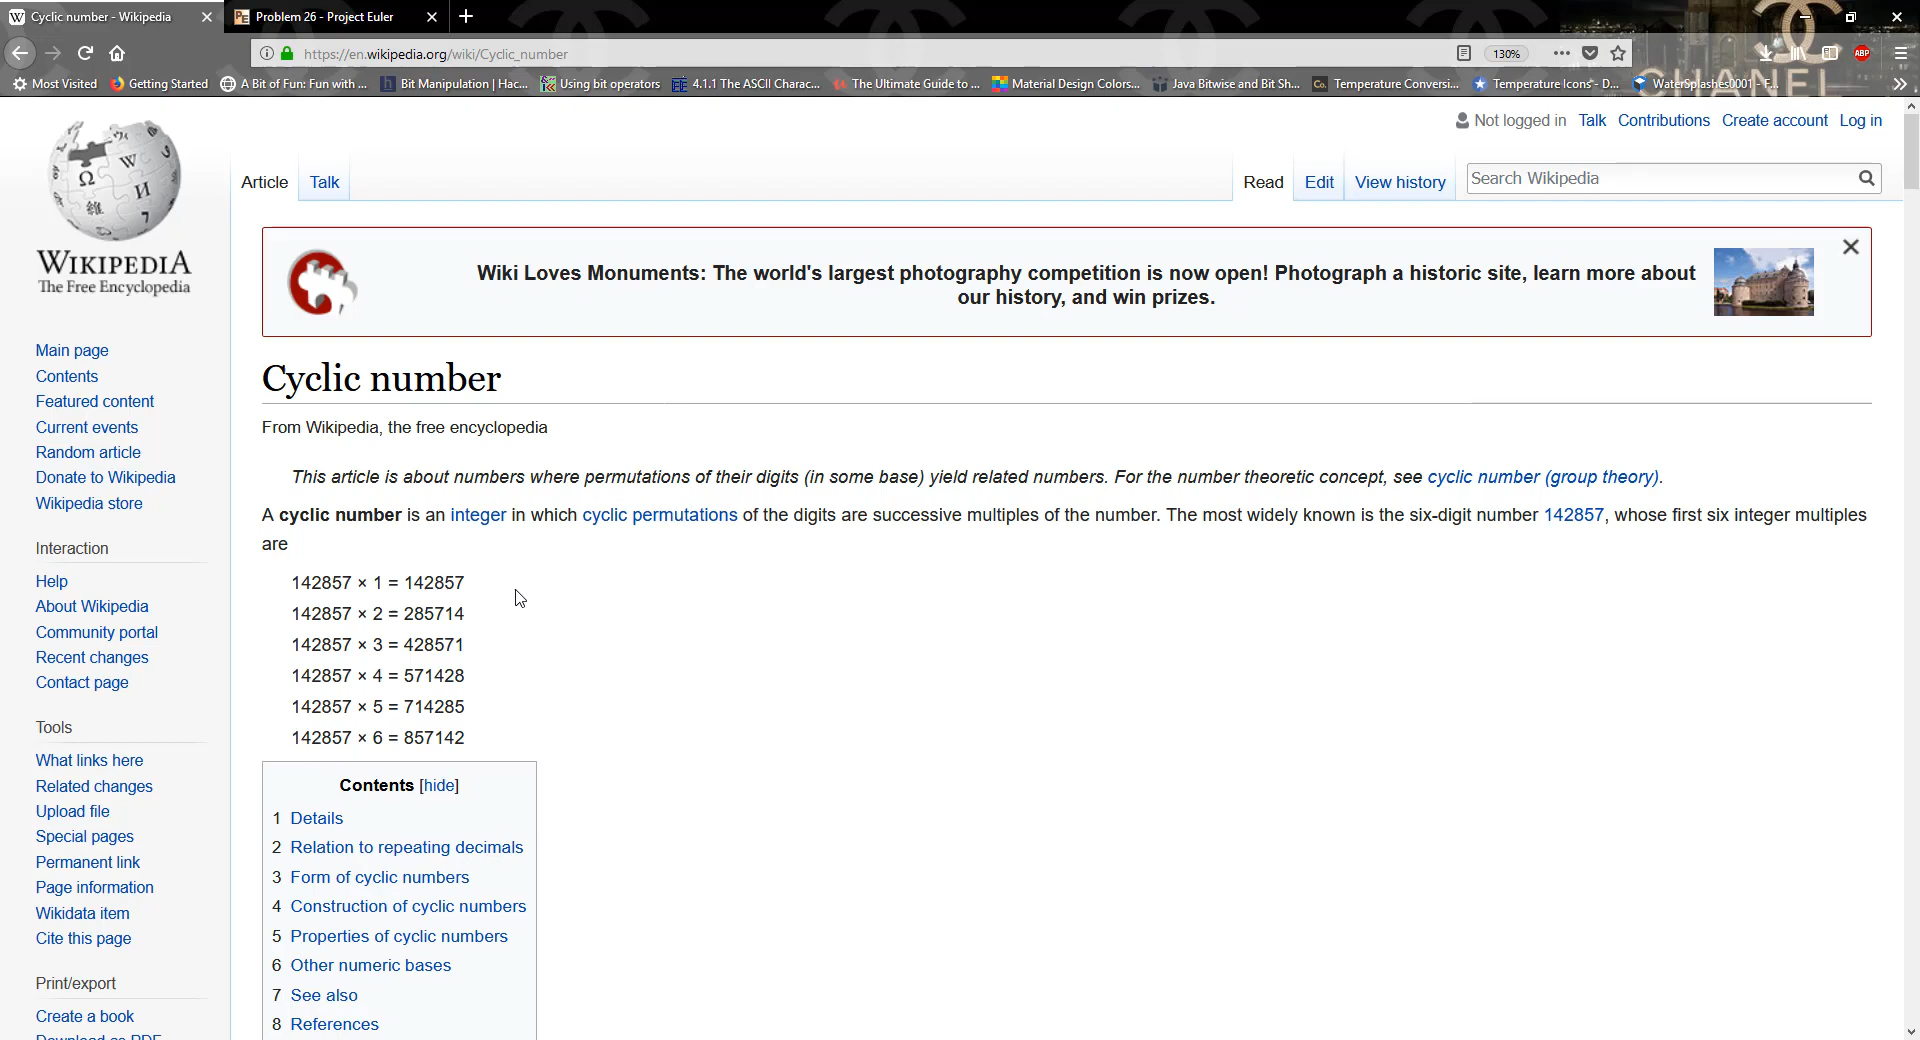 Cyclic number - Wikipedia
Problem 26 - Project Euler
https://en.wikipedia.org/wiki/Cyclic_number
130%
ABP
Most Visited
Getting Started
A Bit of Fun: Fun with ...
Bit Manipulation | Hac...
Using bit operators
4.1.1 The ASCII Charac...
The Ultimate Guide to ...
Material Design Colors...
Java Bitwise and Bit Sh...
Temperature Conversi...
Temperature Icons - D...
WaterSplashes0001 - F...
CHANEL
Not logged in Talk Contributions Create account Log in
Article Talk
Read Edit View history
Search Wikipedia
WIKIPEDIA
The Free Encyclopedia
Wiki Loves Monuments: The world's largest photography competition is now open! Photograph a historic site, learn more about
our history, and win prizes.
Main page
Contents
Featured content
Current events
Random article
Donate to Wikipedia
Wikipedia store
Interaction
Help
About Wikipedia
Community portal
Recent changes
Contact page
Tools
What links here
Related changes
Upload file
Special pages
Permanent link
Page information
Wikidata item
Cite this page
Print/export
Create a book
Download as PDF
Cyclic number
From Wikipedia, the free encyclopedia
This article is about numbers where permutations of their digits (in some base) yield related numbers. For the number theoretic concept, see cyclic number (group theory).
A cyclic number is an integer in which cyclic permutations of the digits are successive multiples of the number. The most widely known is the six-digit number 142857, whose first six integer multiples
are
142857 × 1 = 142857
142857 × 2 = 285714
142857 × 3 = 428571
142857 × 4 = 571428
142857 × 5 = 714285
142857 × 6 = 857142
Contents [hide]
1 Details
2 Relation to repeating decimals
3 Form of cyclic numbers
4 Construction of cyclic numbers
5 Properties of cyclic numbers
6 Other numeric bases
7 See also
8 References